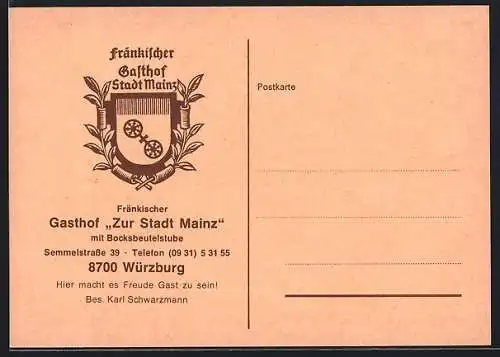 Fränkischer
Gasthof
Stadt Mainz
Postkarte
Fränkischer
Gasthof „Zur Stadt Mainz"
mit Bocksbeutelstube
Semmelstraße 39 - Telefon (09 31) 5 31 55
8700 Würzburg
Hier macht es Freude Gast zu sein!
Bes. Karl Schwarzmann